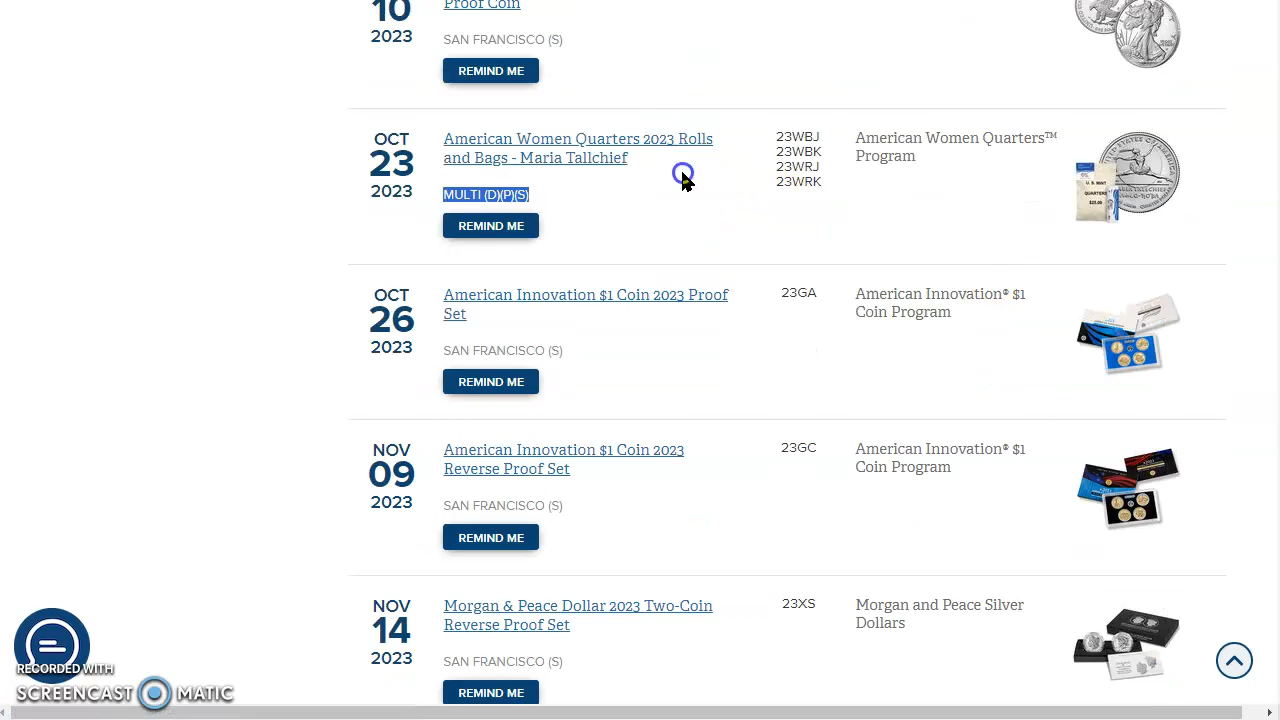 10
2023
Proof Coin
SAN FRANCISCO (S)
REMIND ME
OCT
23
2023
American Women Quarters 2023 Rolls
and Bags - Maria Tallchief
MULTI (D)(P)(S)
REMIND ME
23WBJ
23WBK
23WRJ
23WRK
American Women Quarters™
Program
U.S. MINT
QUARTERS
$25.00
OCT
26
2023
American Innovation $1 Coin 2023 Proof
Set
SAN FRANCISCO (S)
REMIND ME
23GA
American Innovation® $1
Coin Program
NOV
09
2023
American Innovation $1 Coin 2023
Reverse Proof Set
SAN FRANCISCO (S)
REMIND ME
23GC
American Innovation® $1
Coin Program
NOV
14
2023
Morgan & Peace Dollar 2023 Two-Coin
Reverse Proof Set
SAN FRANCISCO (S)
REMIND ME
23XS
Morgan and Peace Silver
Dollars
RECORDED WITH
SCREENCAST MATIC